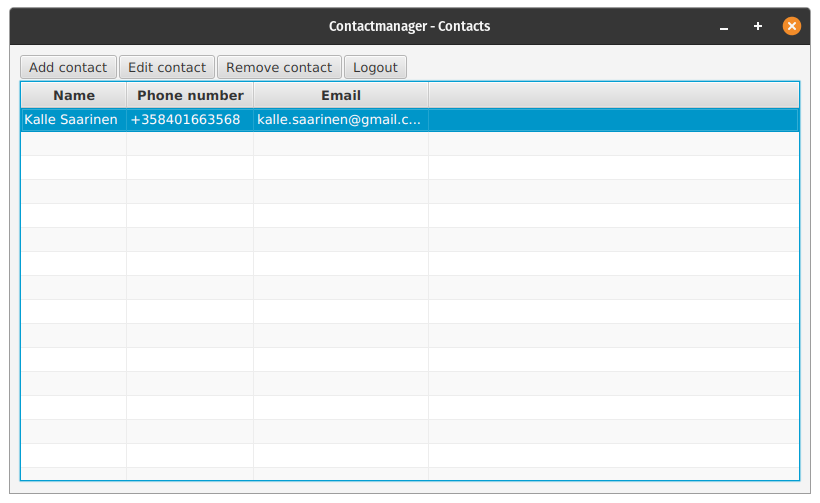 Contactmanager - Contacts
Add contact Edit contact Remove contact Logout
Name Phone number Email
Kalle Saarinen +358401663568 kalle.saarinen@gmail.c...